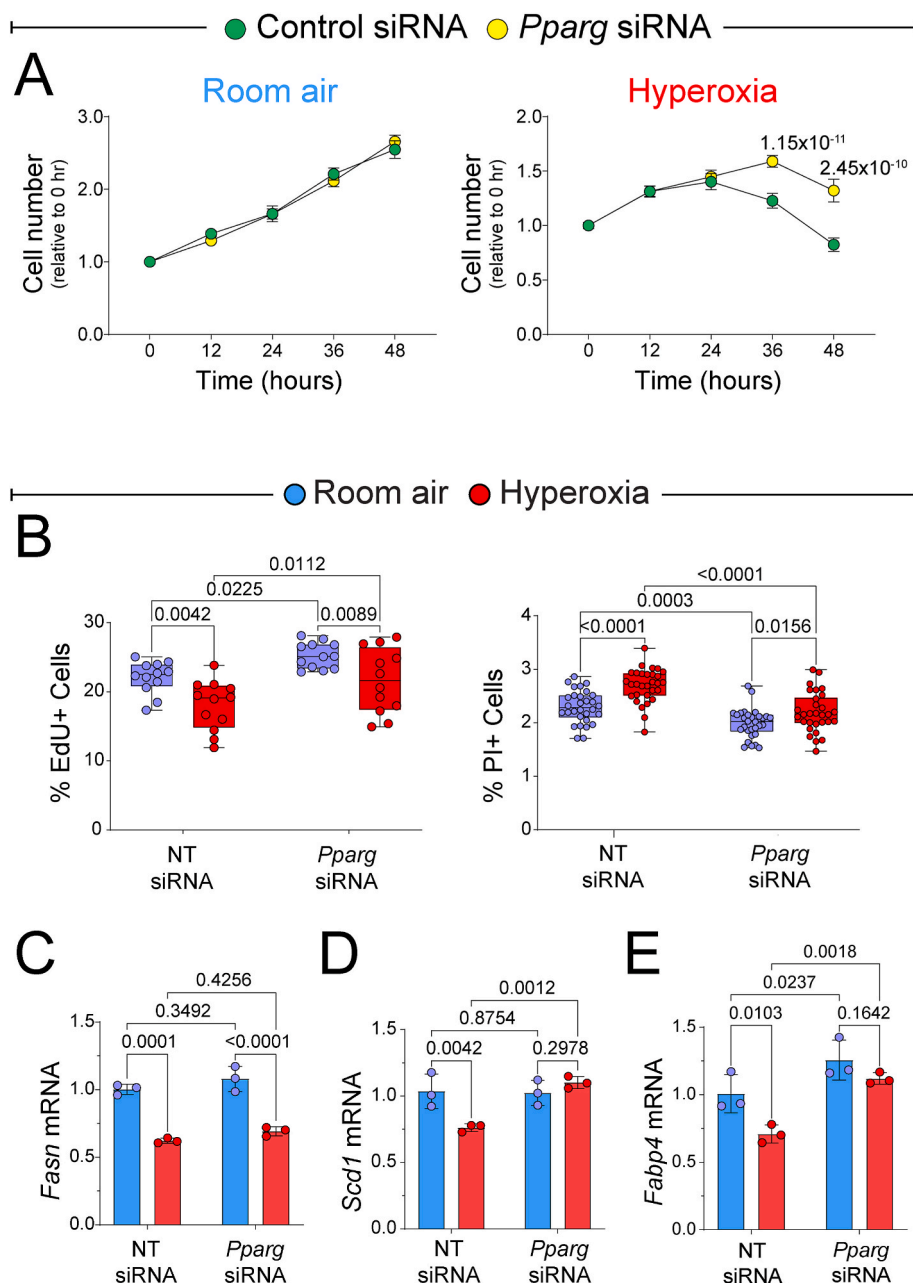 Control siRNA Pparg siRNA
A
Room air
Cell number
(relative to 0 hr)
3.0
2.0
1.0
0.0
0 12 24 36 48
Time (hours)
Hyperoxia
Cell number
(relative to 0 hr)
2.0
1.5
1.0
0.5
0.0
1.15x10⁻¹¹
2.45x10⁻¹⁰
0 12 24 36 48
Time (hours)
Room air Hyperoxia
B
% EdU+ Cells
30
20
10
0
0.0112
0.0225
0.0042
0.0089
NT
siRNA
Pparg
siRNA
% PI+ Cells
4
3
2
1
0
<0.0001
0.0003
<0.0001
0.0156
NT
siRNA
Pparg
siRNA
C
Fasn mRNA
1.5
1.0
0.5
0.0
0.4256
0.3492
0.0001
<0.0001
NT
siRNA
Pparg
siRNA
D
Scd1 mRNA
1.5
1.0
0.5
0.0
0.0012
0.8754
0.0042
0.2978
NT
siRNA
Pparg
siRNA
E
Fabp4 mRNA
1.5
1.0
0.5
0.0
0.0018
0.0237
0.0103
0.1642
NT
siRNA
Pparg
siRNA